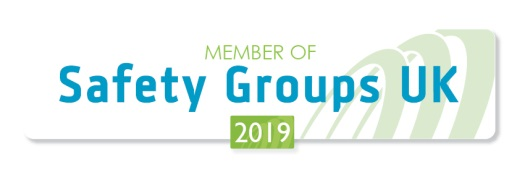 MEMBER OF
Safety Groups UK
2019